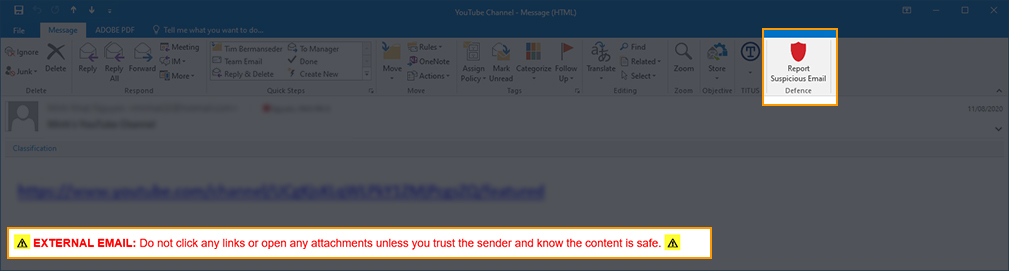 YouTube Channel - Message (HTML)
File Message ADOBE PDF Tell me what you want to do...
Ignore
Junk
Delete
Delete
Reply
Reply All
Forward
Meeting
IM
More
Respond
Tim Bermanseder
Team Email
Reply & Delete
To Manager
Done
Create New
Quick Steps
Move
Rules
OneNote
Actions
Move
Assign Policy
Mark Unread
Categorize
Follow Up
Tags
Translate
Find
Related
Select
Editing
Zoom
Zoom
Store
Objective
TITUS
Report
Suspicious Email
Defence
11/08/2020
Classification
EXTERNAL EMAIL: Do not click any links or open any attachments unless you trust the sender and know the content is safe.